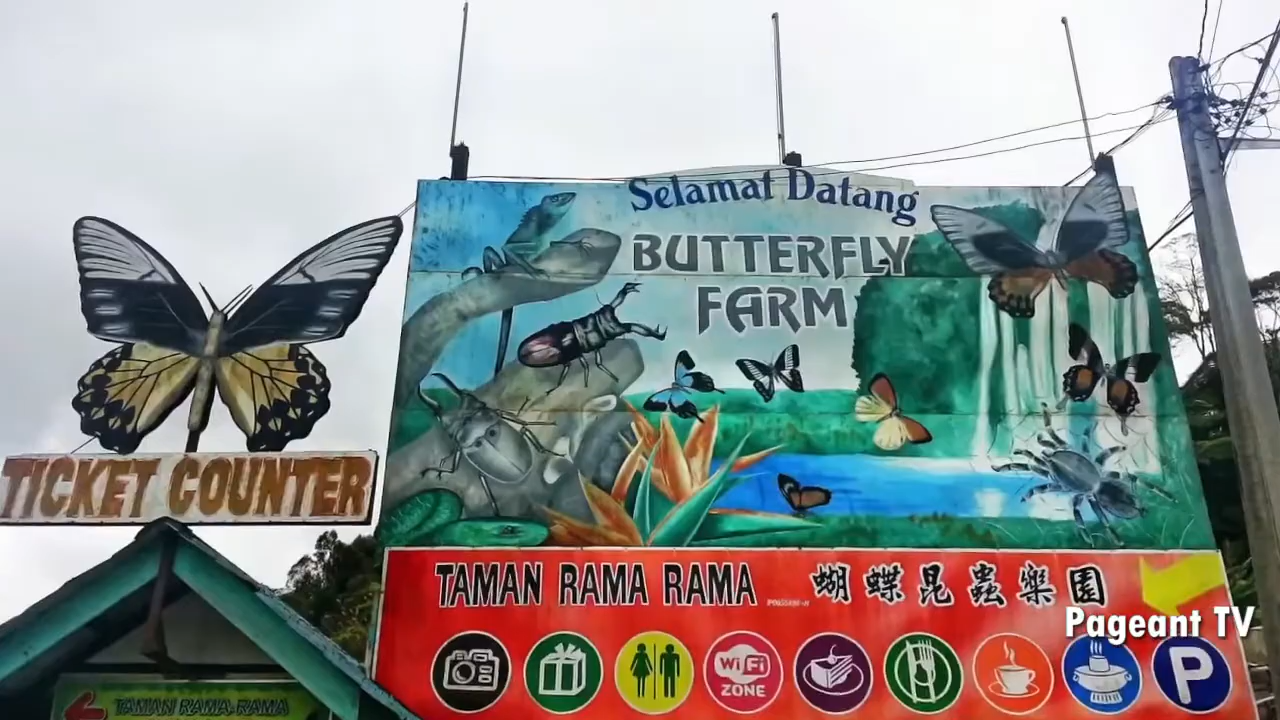 Selamat Datang
BUTTERFLY
FARM
TICKET COUNTER
TAMAN RAMA RAMA
蝴蝶昆蟲樂園
Pageant TV
WiFi
ZONE
P
TAMAN RAMA-RAMA